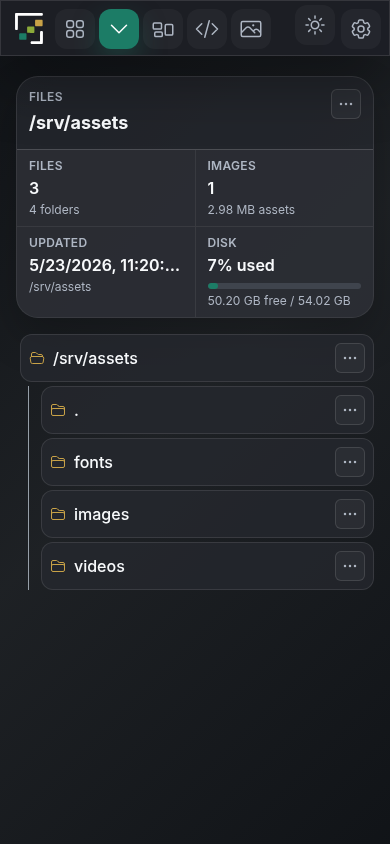 FILES
/srv/assets
FILES
3
4 folders
IMAGES
1
2.98 MB assets
UPDATED
5/23/2026, 11:20:...
/srv/assets
DISK
7% used
50.20 GB free / 54.02 GB
/srv/assets
.
fonts
images
videos